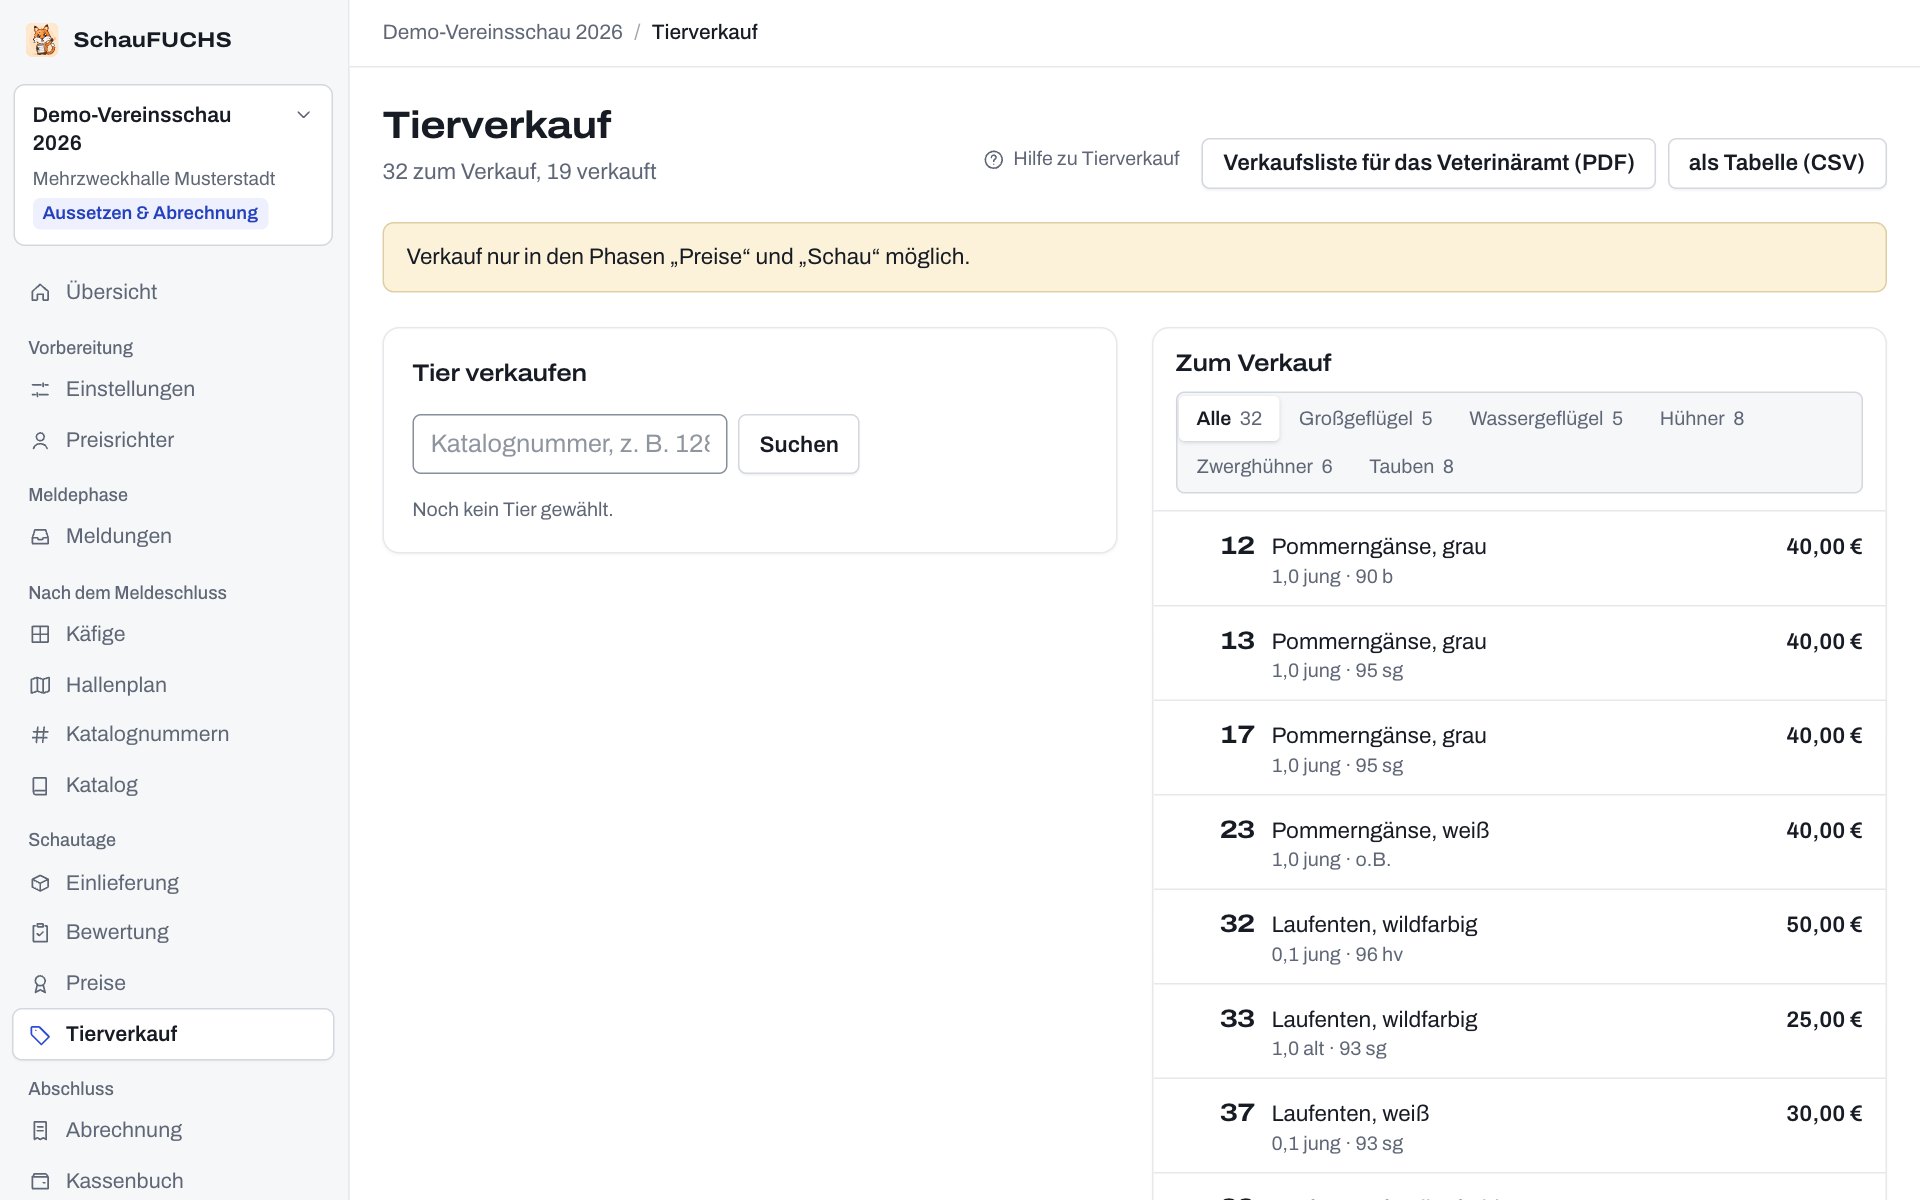 SchauFUCHS
Demo-Vereinsschau
2026
Mehrzweckhalle Musterstadt
Aussetzen & Abrechnung
Übersicht
Vorbereitung
Einstellungen
Preisrichter
Meldephase
Meldungen
Nach dem Meldeschluss
Käfige
Hallenplan
Katalognummern
Katalog
Schautage
Einlieferung
Bewertung
Preise
Tierverkauf
Abschluss
Abrechnung
Kassenbuch
Demo-Vereinsschau 2026 / Tierverkauf
Tierverkauf
32 zum Verkauf, 19 verkauft
Hilfe zu Tierverkauf
Verkaufsliste für das Veterinäramt (PDF)
als Tabelle (CSV)
Verkauf nur in den Phasen „Preise“ und „Schau“ möglich.
Tier verkaufen
Katalognummer, z. B. 128
Suchen
Noch kein Tier gewählt.
Zum Verkauf
Alle 32 Großgeflügel 5 Wassergeflügel 5 Hühner 8
Zwerghühner 6 Tauben 8
12 Pommerngänse, grau 40,00 €
1,0 jung · 90 b
13 Pommerngänse, grau 40,00 €
1,0 jung · 95 sg
17 Pommerngänse, grau 40,00 €
1,0 jung · 95 sg
23 Pommerngänse, weiß 40,00 €
1,0 jung · o.B.
32 Laufenten, wildfarbig 50,00 €
0,1 jung · 96 hv
33 Laufenten, wildfarbig 25,00 €
1,0 alt · 93 sg
37 Laufenten, weiß 30,00 €
0,1 jung · 93 sg